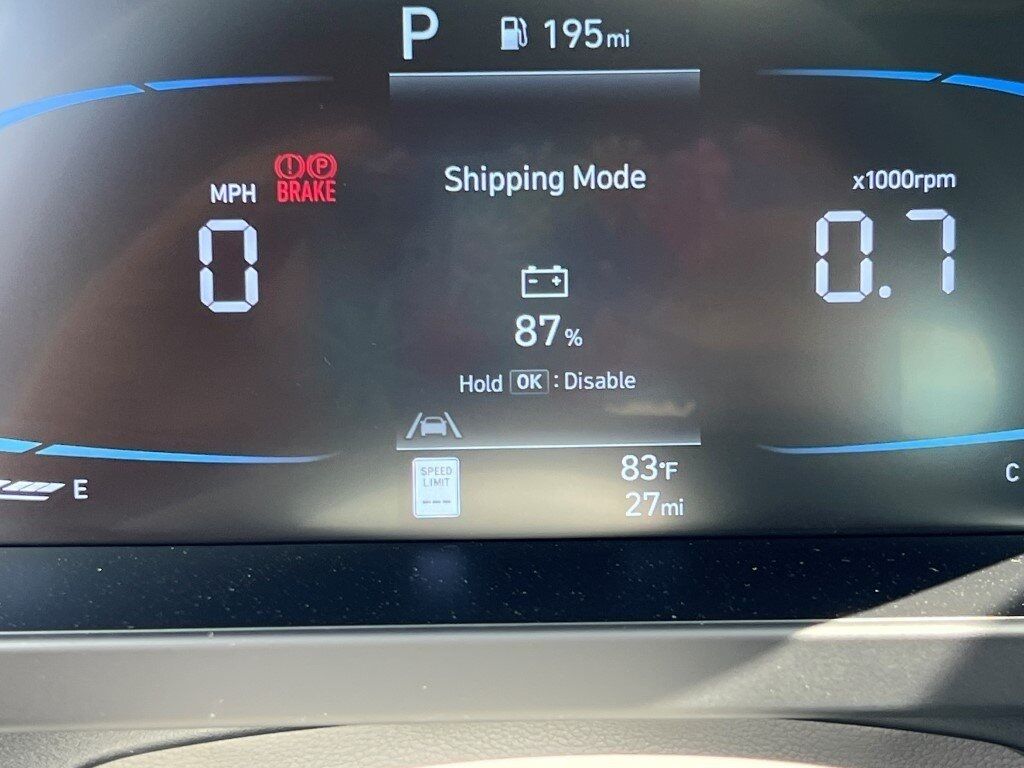 P 195mi
P
BRAKE
MPH
Shipping Mode
x1000rpm
0
0.7
87%
Hold OK : Disable
SPEED
LIMIT
---
83°F
27mi
E
C